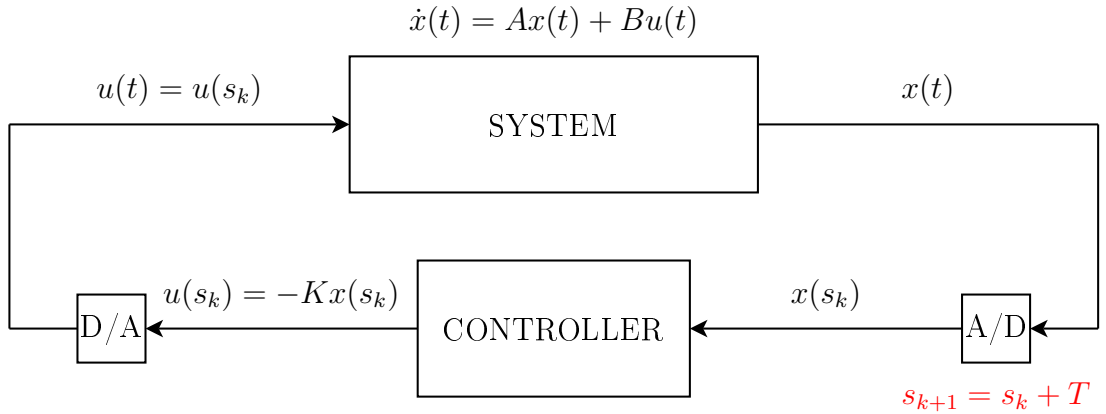 ẋ(t) = Ax(t) + Bu(t)
u(t) = u(s_k)
x(t)
SYSTEM
u(s_k) = −Kx(s_k)
x(s_k)
D/A
CONTROLLER
A/D
s_{k+1} = s_k + T